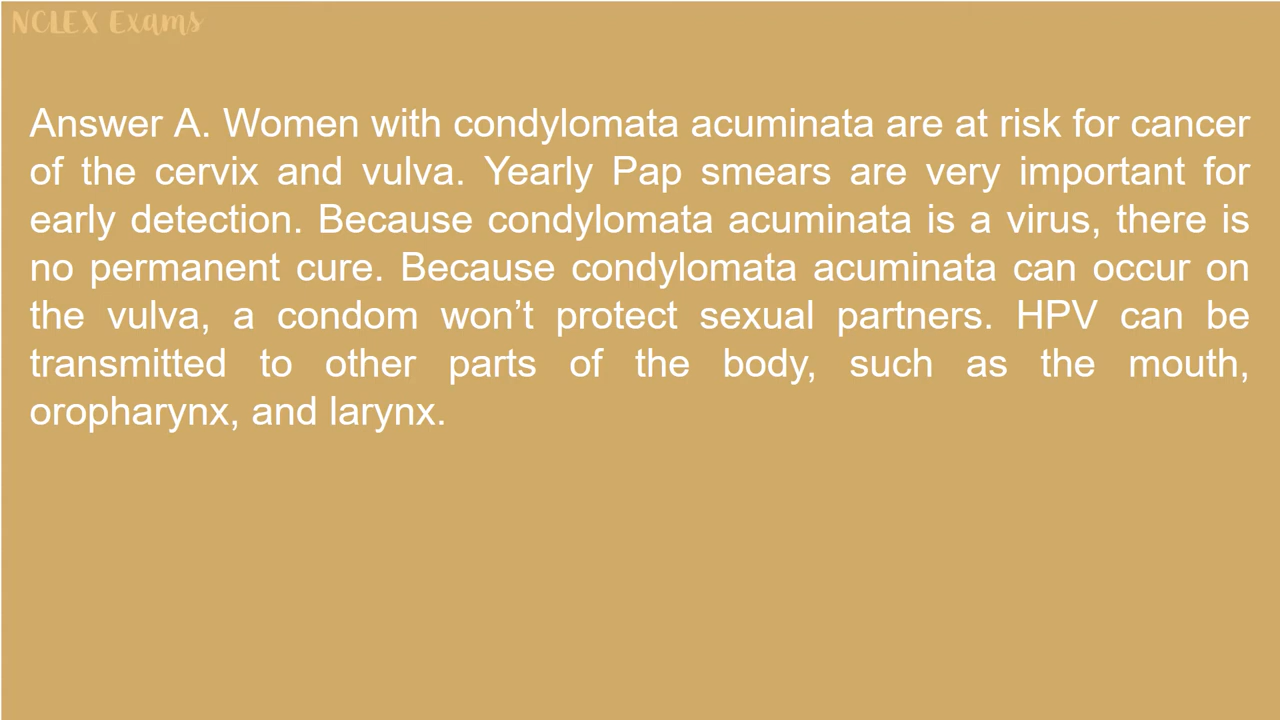 NCLEX Exams
Answer A. Women with condylomata acuminata are at risk for cancer
of the cervix and vulva. Yearly Pap smears are very important for
early detection. Because condylomata acuminata is a virus, there is
no permanent cure. Because condylomata acuminata can occur on
the vulva, a condom won’t protect sexual partners. HPV can be
transmitted to other parts of the body, such as the mouth,
oropharynx, and larynx.